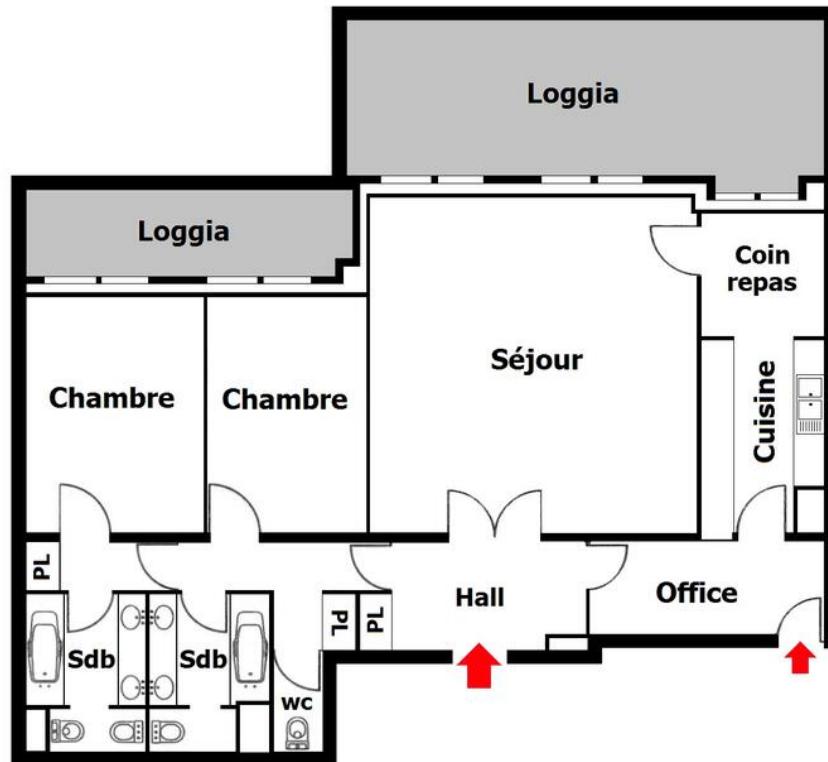 Loggia
Loggia
Coin
repas
Séjour
Chambre
Chambre
Cuisine
PL
Hall
Office
PL
PL
Sdb
Sdb
WC